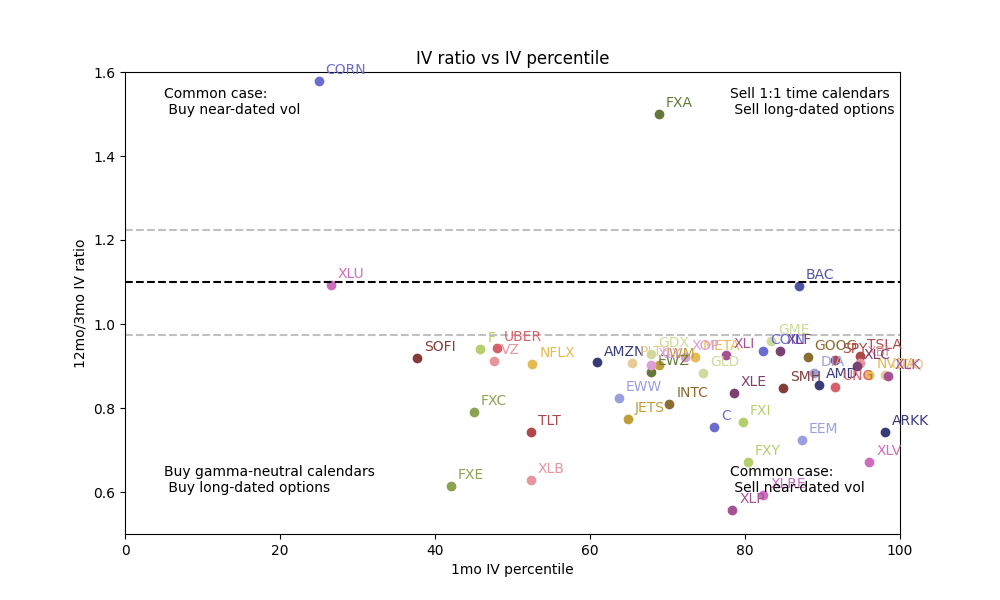 IV ratio vs IV percentile
12mo/3mo IV ratio
1.6
1.4
1.2
1.0
0.8
0.6
CORN
Common case:
Buy near-dated vol
Sell 1:1 time calendars
Sell long-dated options
FXA
XLU
BAC
GME
F
UBER
SOFI
VZ
NFLX
AMZN
GDX
META
XLI
COIN
XLF
GOOG
SPY
TSLA
XLC
EWZ
GLD
DIA
AMD
XLK
EWW
INTC
XLE
SMH
UNG
FXC
JETS
C
FXI
TLT
EEM
ARKK
FXY
XLV
Buy gamma-neutral calendars
Buy long-dated options
FXE
XLB
Common case:
Sell near-dated vol
XLRE
XLP
0
20
40
60
80
100
1mo IV percentile